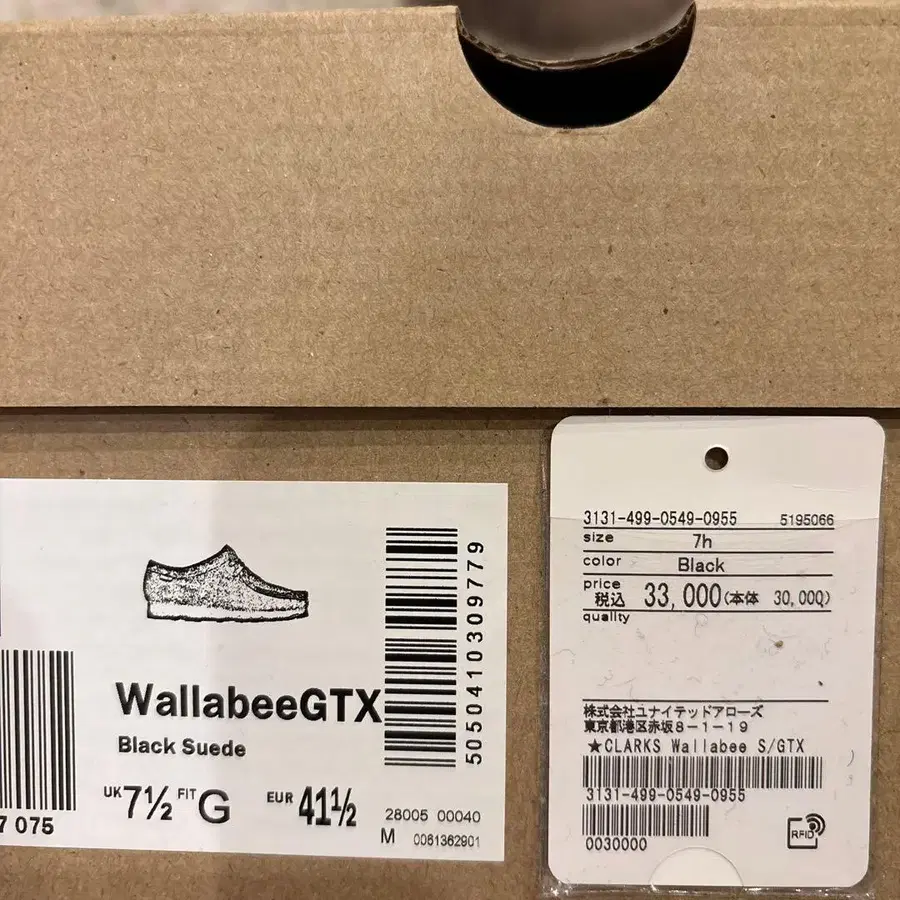 WallabeeGTX
Black Suede
UK 7½ FIT G EUR 41½
28005 00040
M 0061362901
5050410309779
7 075
3131-499-0549-0955 5195066
size 7h
color Black
price
税込 33,000(本体 30,000)
quality
株式会社ユナイテッドアローズ
東京都港区赤坂8-1-19
★CLARKS Wallabee S/GTX
3131-499-0549-0955
0030000
RFID